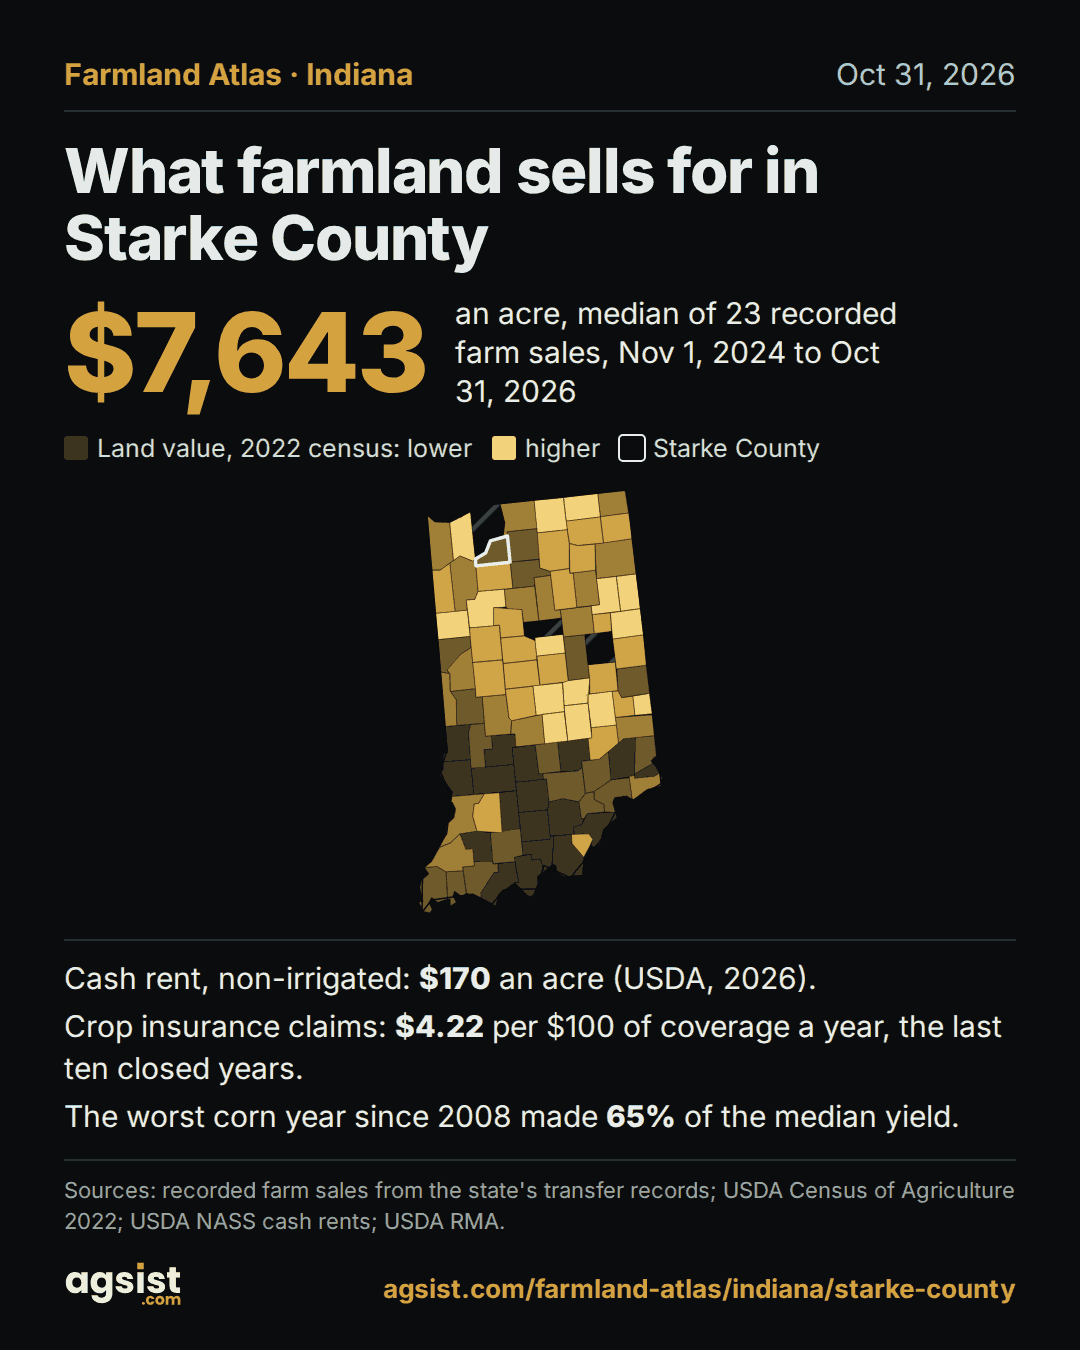 Farmland Atlas · Indiana
Oct 31, 2026
What farmland sells for in
Starke County
$7,643
an acre, median of 23 recorded
farm sales, Nov 1, 2024 to Oct
31, 2026
Land value, 2022 census: lower
higher
Starke County
Cash rent, non-irrigated: $170 an acre (USDA, 2026).
Crop insurance claims: $4.22 per $100 of coverage a year, the last
ten closed years.
The worst corn year since 2008 made 65% of the median yield.
Sources: recorded farm sales from the state's transfer records; USDA Census of Agriculture
2022; USDA NASS cash rents; USDA RMA.
agsist
.com
agsist.com/farmland-atlas/indiana/starke-county